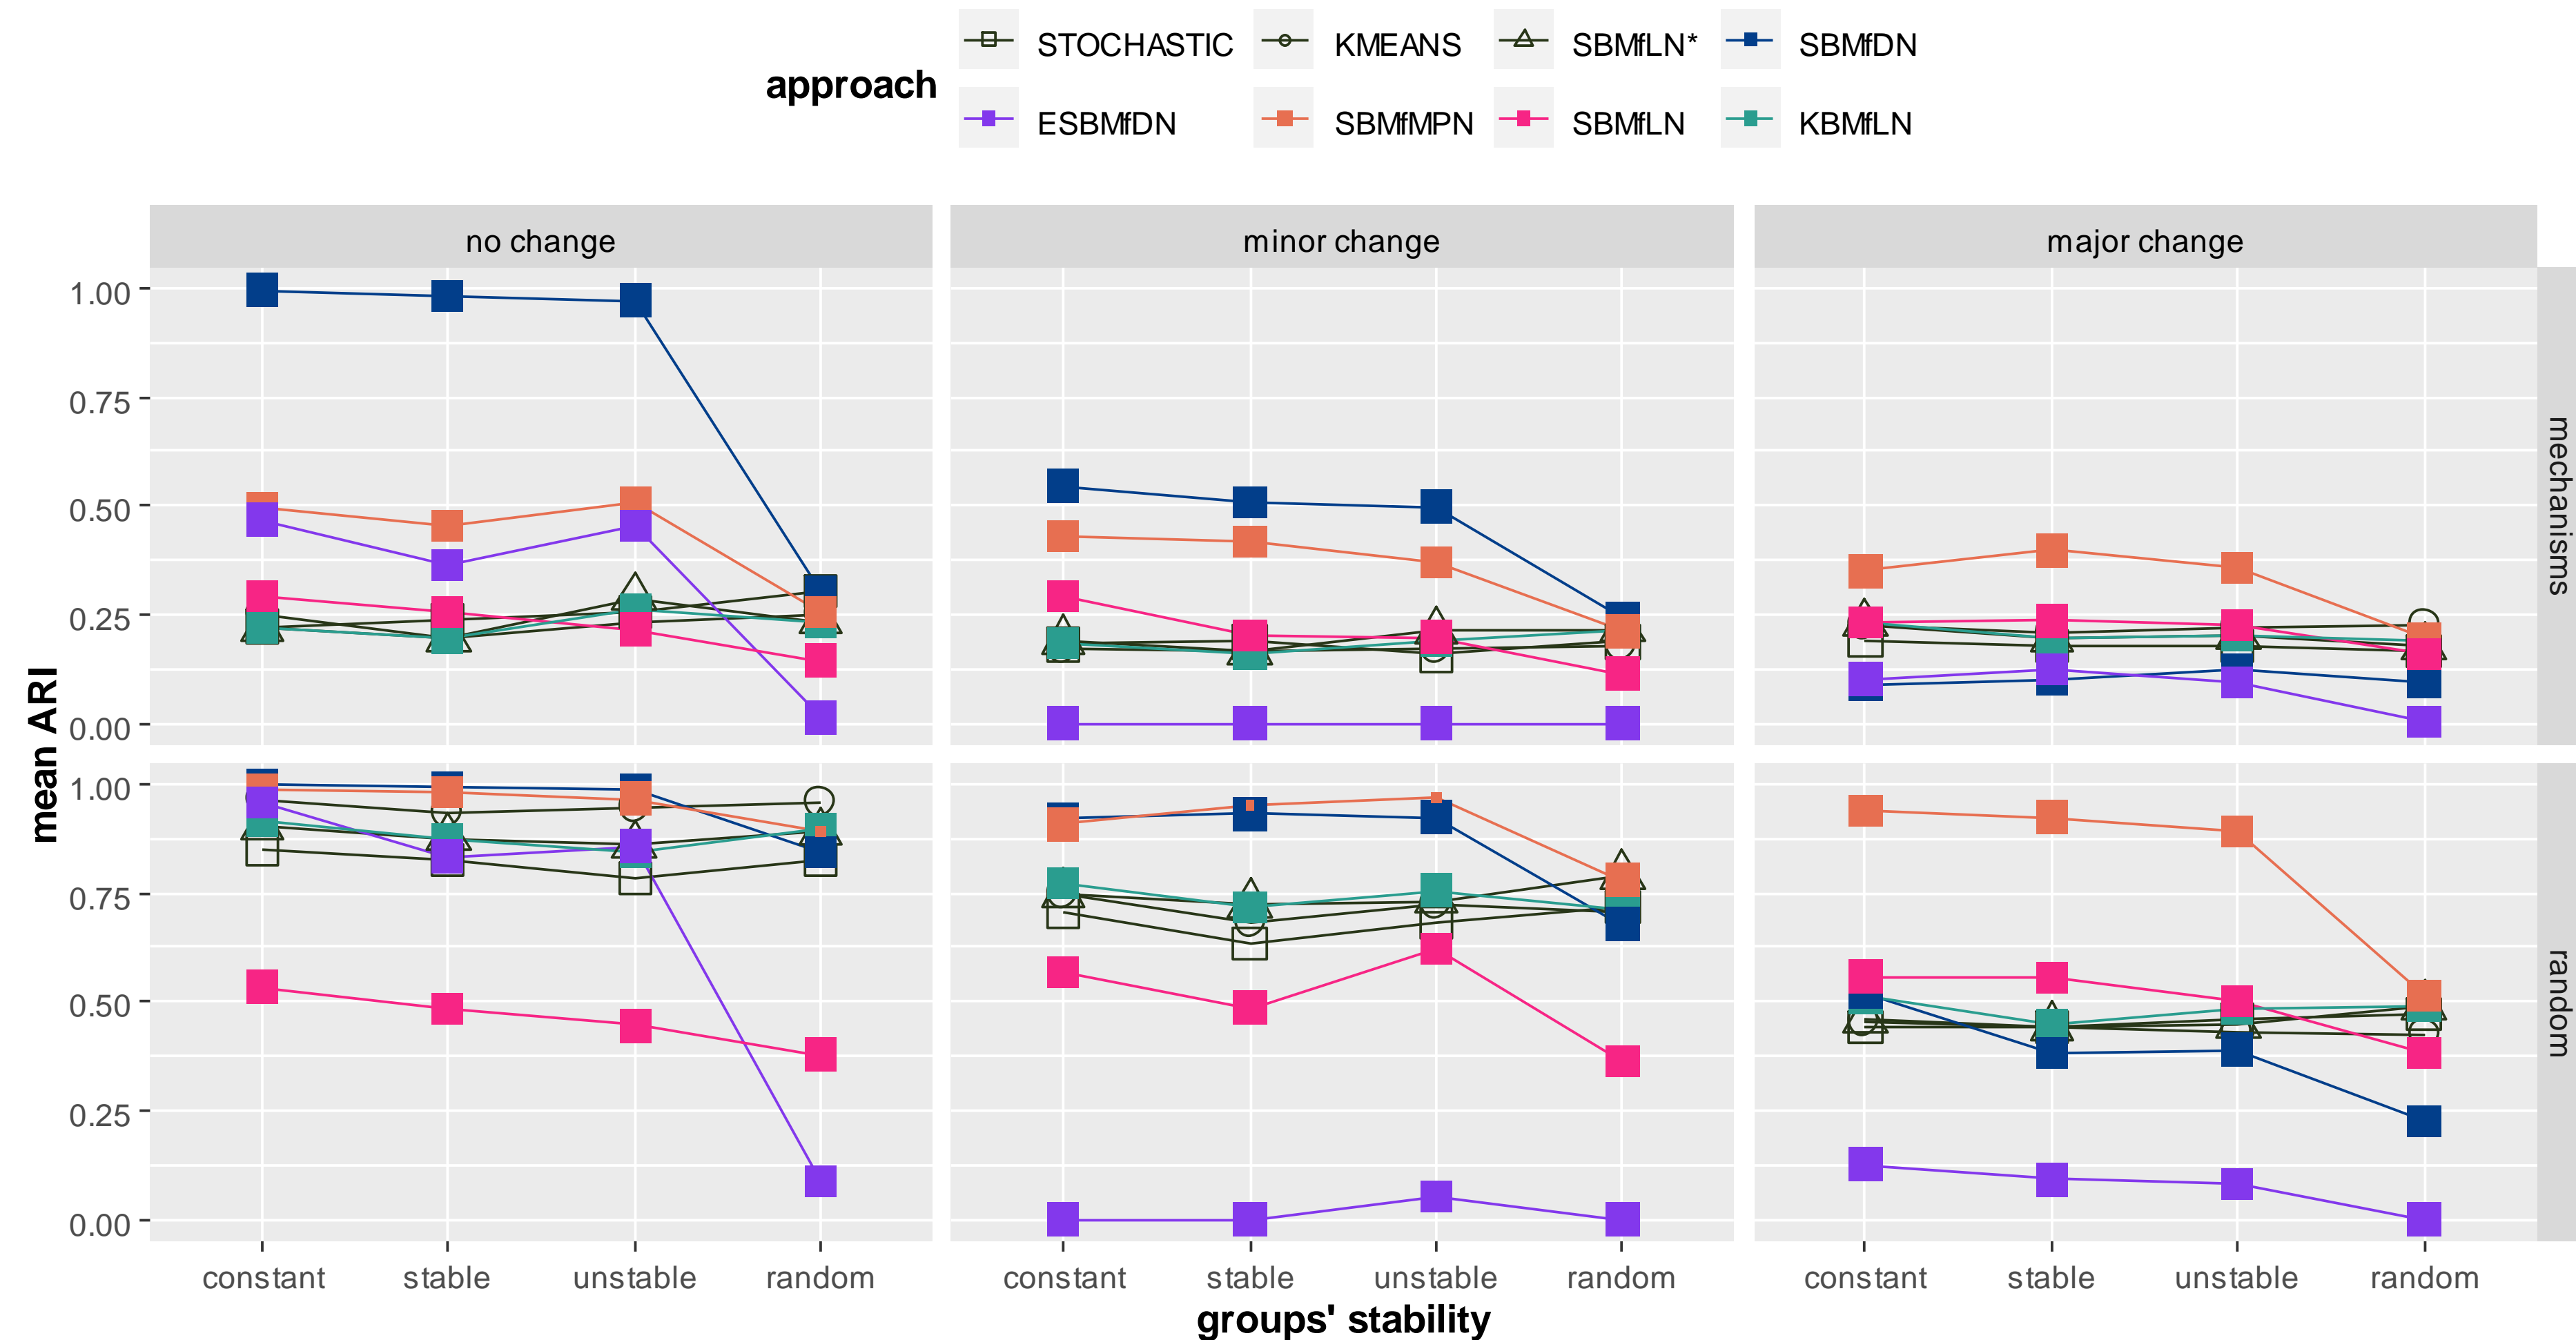 approach
STOCHASTIC KMEANS SBMfLN* SBMfDN
ESBMfDN SBMfMPN SBMfLN KBMfLN
no change minor change major change
1.00
0.75
0.50
0.25
0.00
mechanisms
mean ARI
1.00
0.75
0.50
0.25
0.00
random
constant stable unstable random constant stable unstable random constant stable unstable random
groups' stability